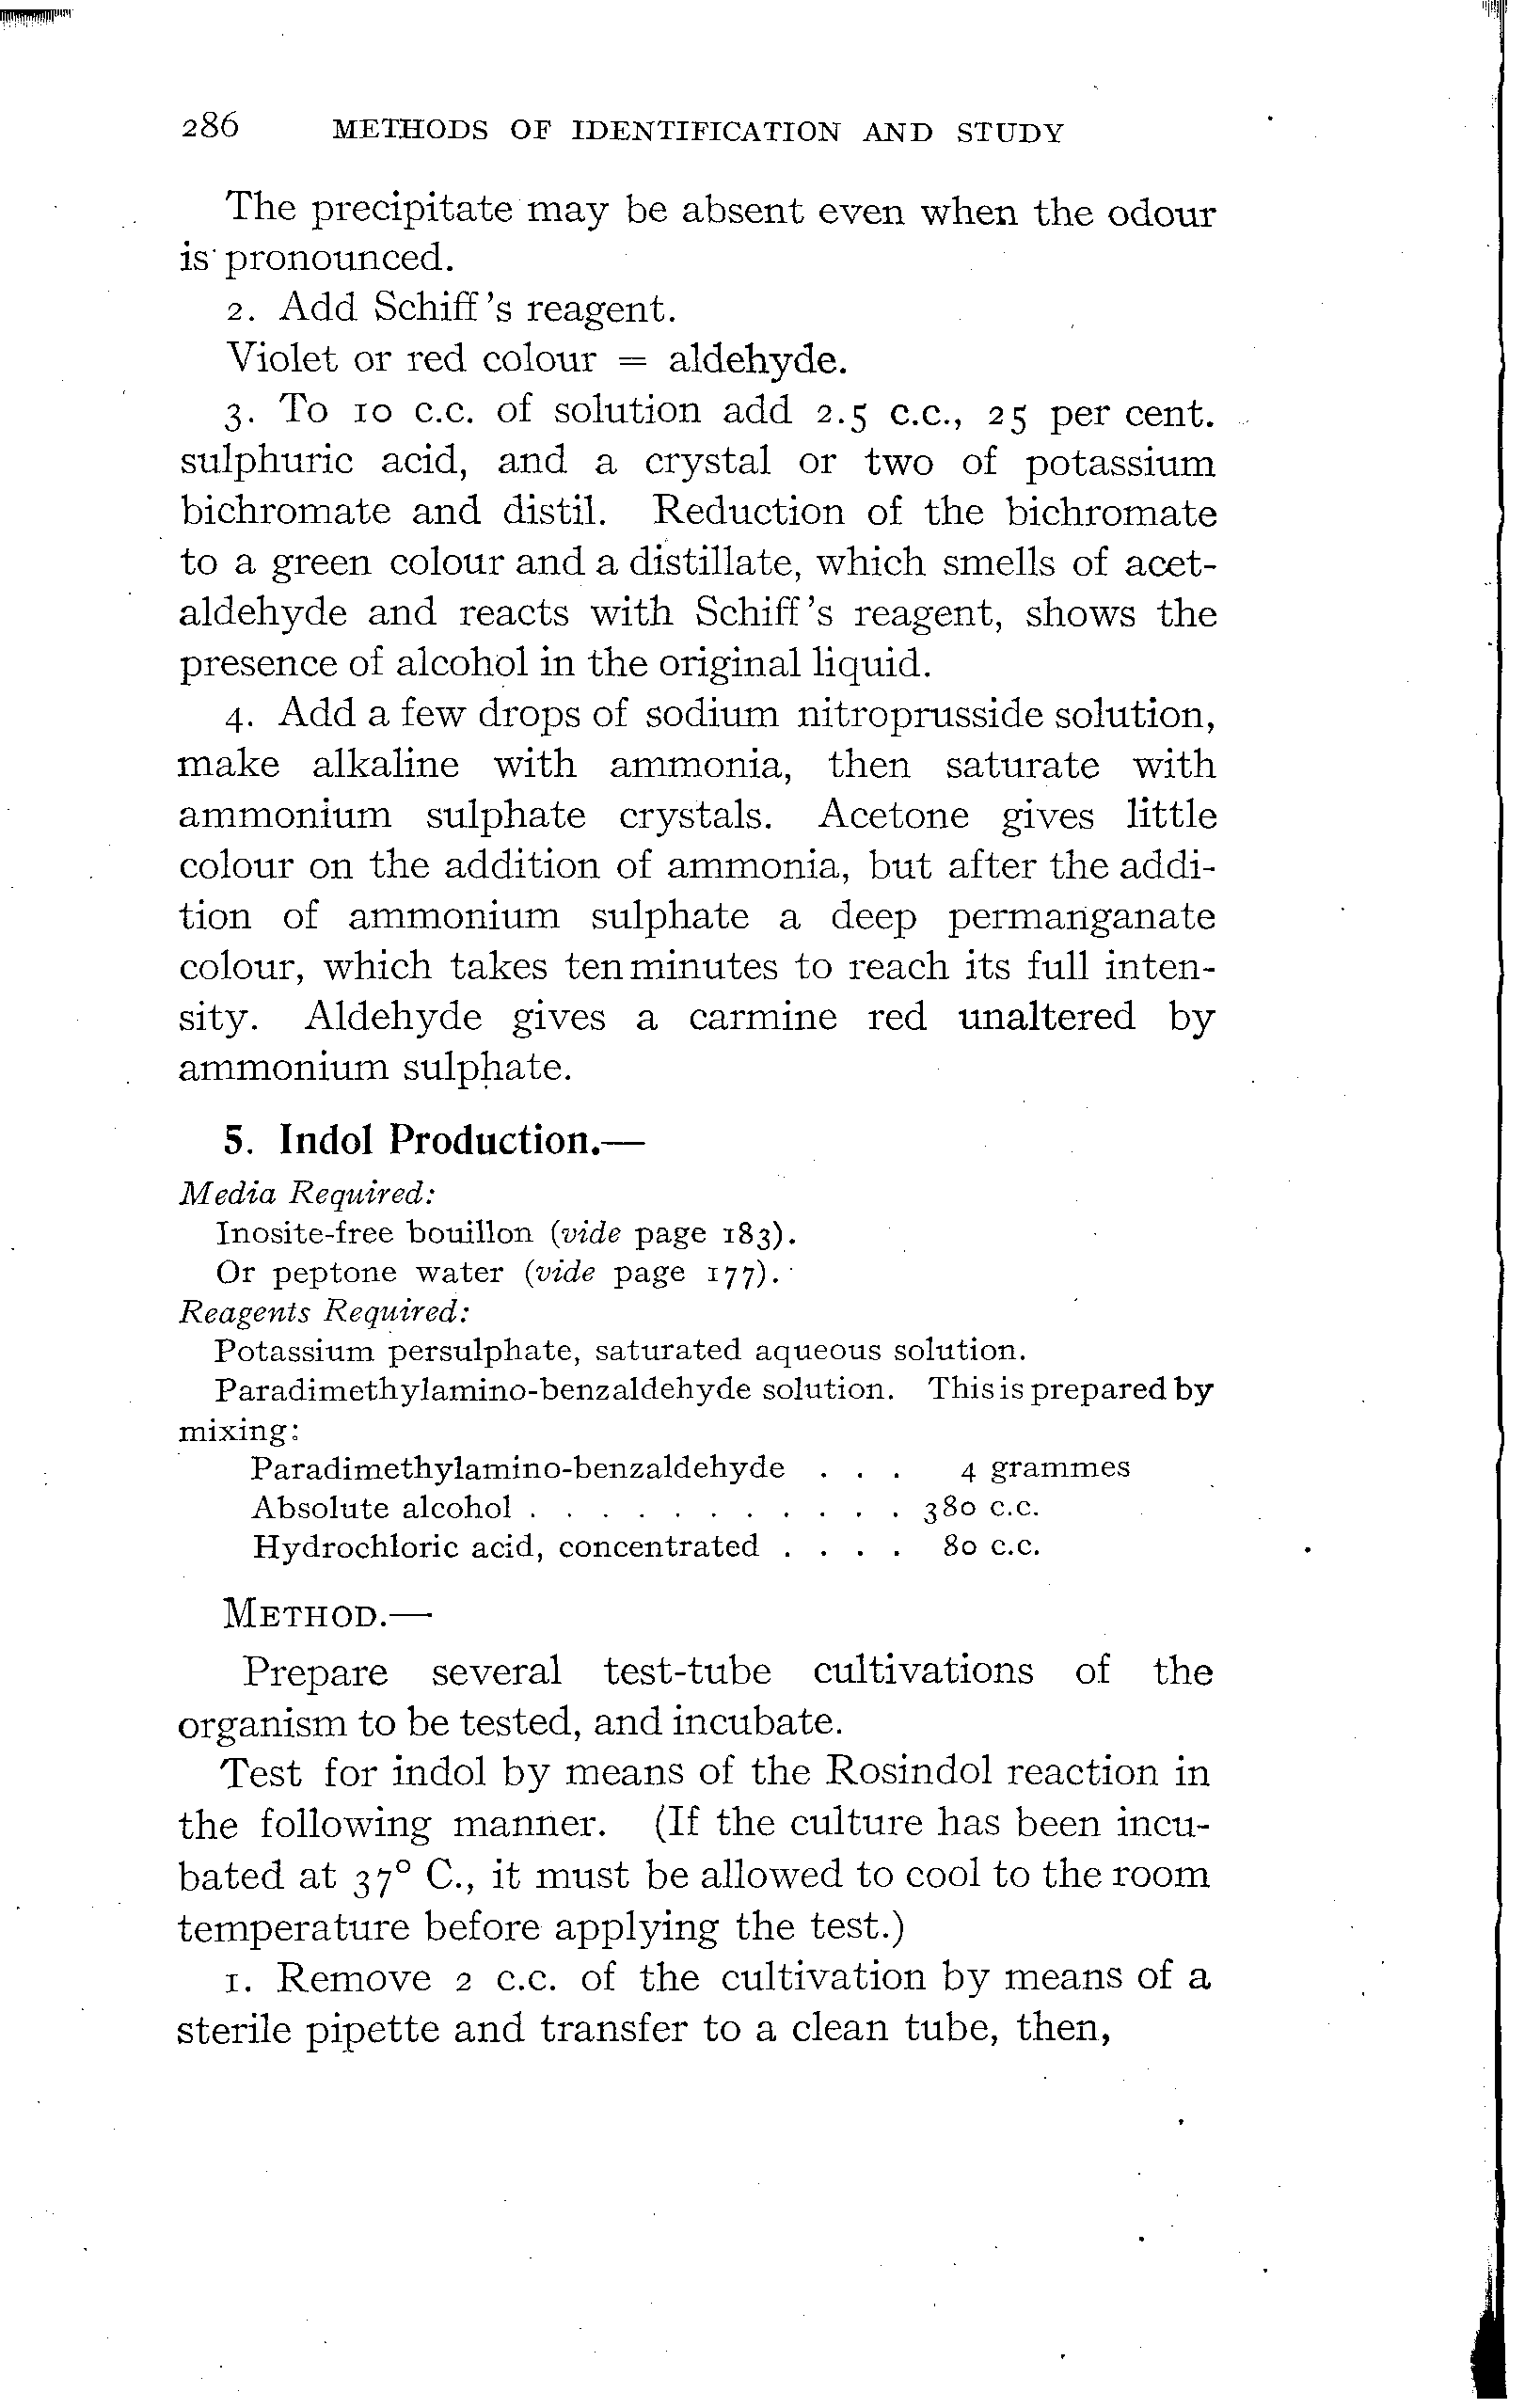 286 METHODS OF IDENTIFICATION AND STUDY
The precipitate may be absent even when the odour
is pronounced.
2. Add Schiff's reagent.
Violet or red colour = aldehyde.
3. To 10 c.c. of solution add 2.5 c.c., 25 per cent.
sulphuric acid, and a crystal or two of potassium
bichromate and distil. Reduction of the bichromate
to a green colour and a distillate, which smells of acet-
aldehyde and reacts with Schiff's reagent, shows the
presence of alcohol in the original liquid.
4. Add a few drops of sodium nitroprusside solution,
make alkaline with ammonia, then saturate with
ammonium sulphate crystals. Acetone gives little
colour on the addition of ammonia, but after the addi-
tion of ammonium sulphate a deep permanganate
colour, which takes ten minutes to reach its full inten-
sity. Aldehyde gives a carmine red unaltered by
ammonium sulphate.
5. Indol Production.—
Media Required:
Inosite-free bouillon (vide page 183).
Or peptone water (vide page 177).
Reagents Required:
Potassium persulphate, saturated aqueous solution.
Paradimethylamino-benzaldehyde solution. This is prepared by
mixing:
Paradimethylamino-benzaldehyde . . . 4 grammes
Absolute alcohol . . . . . . . . . . . 380 c.c.
Hydrochloric acid, concentrated . . . . 80 c.c.
METHOD.—
Prepare several test-tube cultivations of the
organism to be tested, and incubate.
Test for indol by means of the Rosindol reaction in
the following manner. (If the culture has been incu-
bated at 37° C., it must be allowed to cool to the room
temperature before applying the test.)
1. Remove 2 c.c. of the cultivation by means of a
sterile pipette and transfer to a clean tube, then,